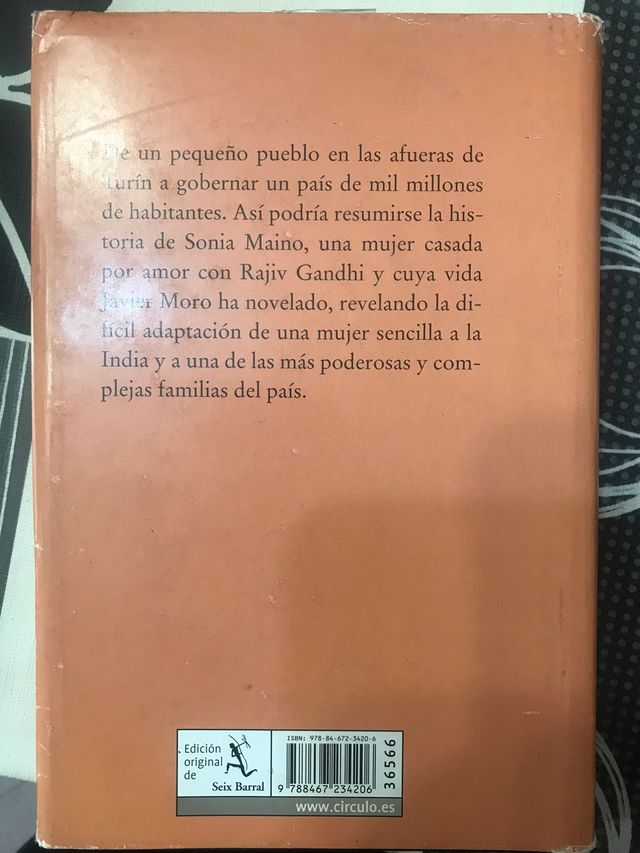 De un pequeño pueblo en las afueras de
Turín a gobernar un país de mil millones
de habitantes. Así podría resumirse la his-
toria de Sonia Maino, una mujer casada
por amor con Rajiv Gandhi y cuya vida
Javier Moro ha novelado, revelando la di-
fícil adaptación de una mujer sencilla a la
India y a una de las más poderosas y com-
plejas familias del país.
Edición
original
de
Seix Barral
ISBN: 978-84-672-3420-6
9 788467 234206
36566
www.circulo.es